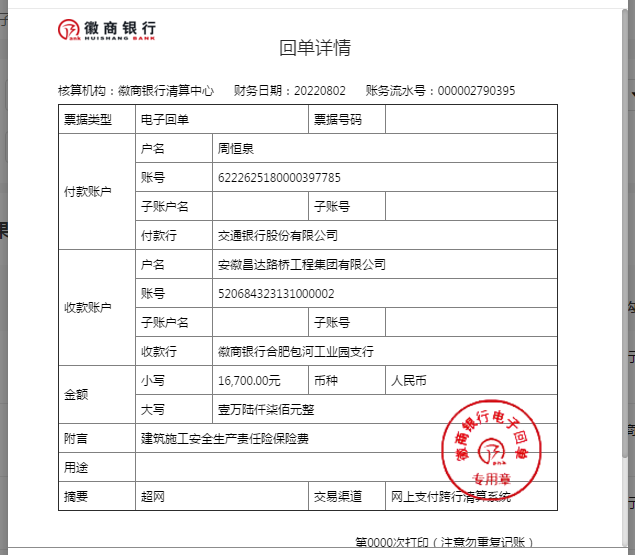 徽商银行
HUISHANG BANK
回单详情
核算机构：徽商银行清算中心 财务日期：20220802 账务流水号：000002790395
票据类型 电子回单 票据号码
付款账户
户名 周恒泉
账号 6222625180000397785
子账户名 子账号
付款行 交通银行股份有限公司
收款账户
户名 安徽昌达路桥工程集团有限公司
账号 520684323131000002
子账户名 子账号
收款行 徽商银行合肥包河工业园支行
金额
小写 16,700.00元 币种 人民币
大写 壹万陆仟柒佰元整
附言 建筑施工安全生产责任险保险费
用途
摘要 超网 交易渠道 网上支付跨行清算系统
徽商银行电子回单
专用章
第0000次打印（注意勿重复记账）